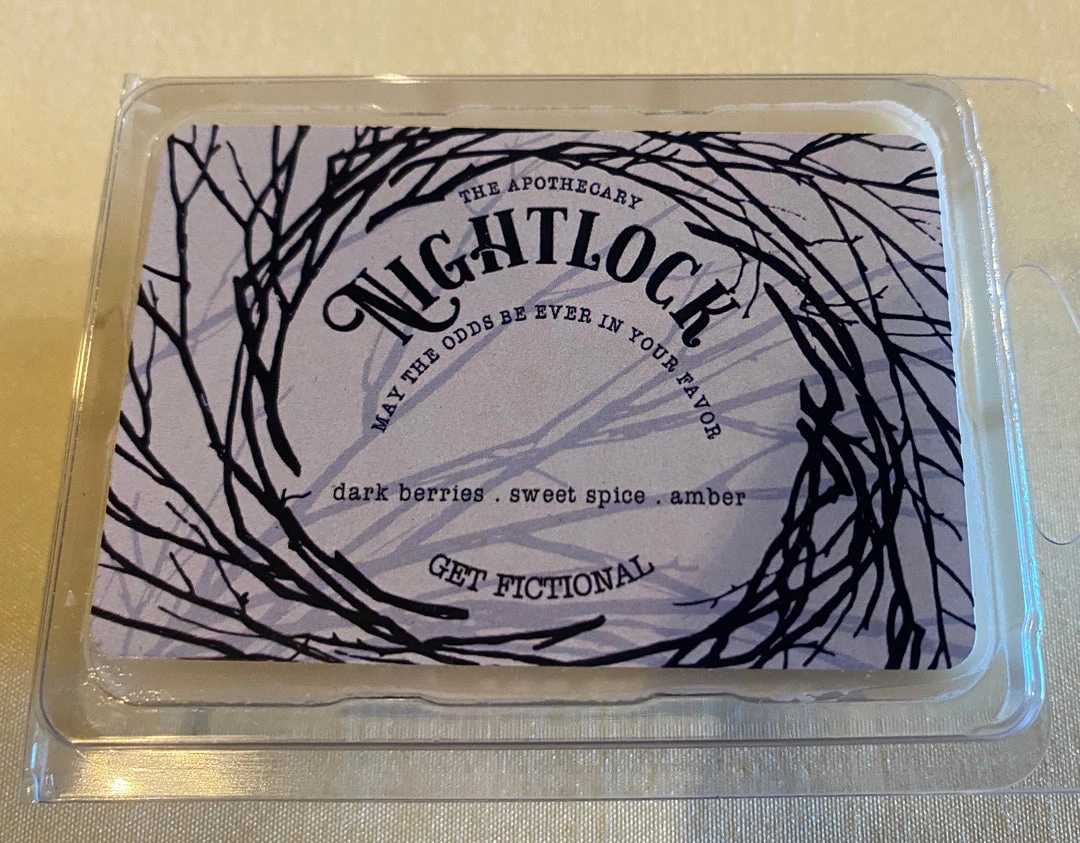 THE APOTHECARY
NIGHTLOCK
MAY THE ODDS BE EVER IN YOUR FAVOR
dark berries . sweet spice . amber
GET FICTIONAL